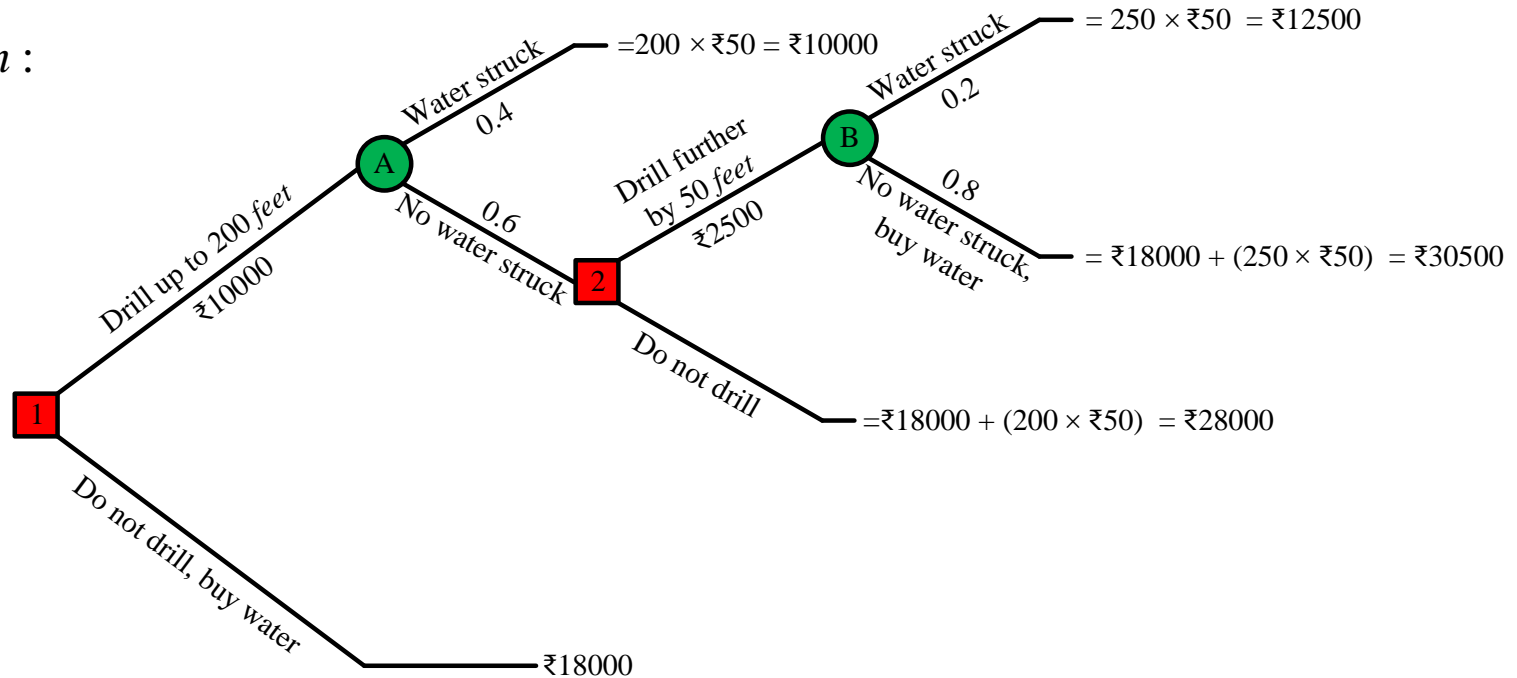 n :
Water struck
0.4
=200 × ₹50 = ₹10000
Water struck
0.2
= 250 × ₹50 = ₹12500
A
B
Drill further
by 50 feet
₹2500
No water struck,
buy water
0.8
= ₹18000 + (250 × ₹50) = ₹30500
0.6
No water struck
2
Drill up to 200 feet
₹10000
Do not drill
=₹18000 + (200 × ₹50) = ₹28000
1
Do not drill, buy water
₹18000